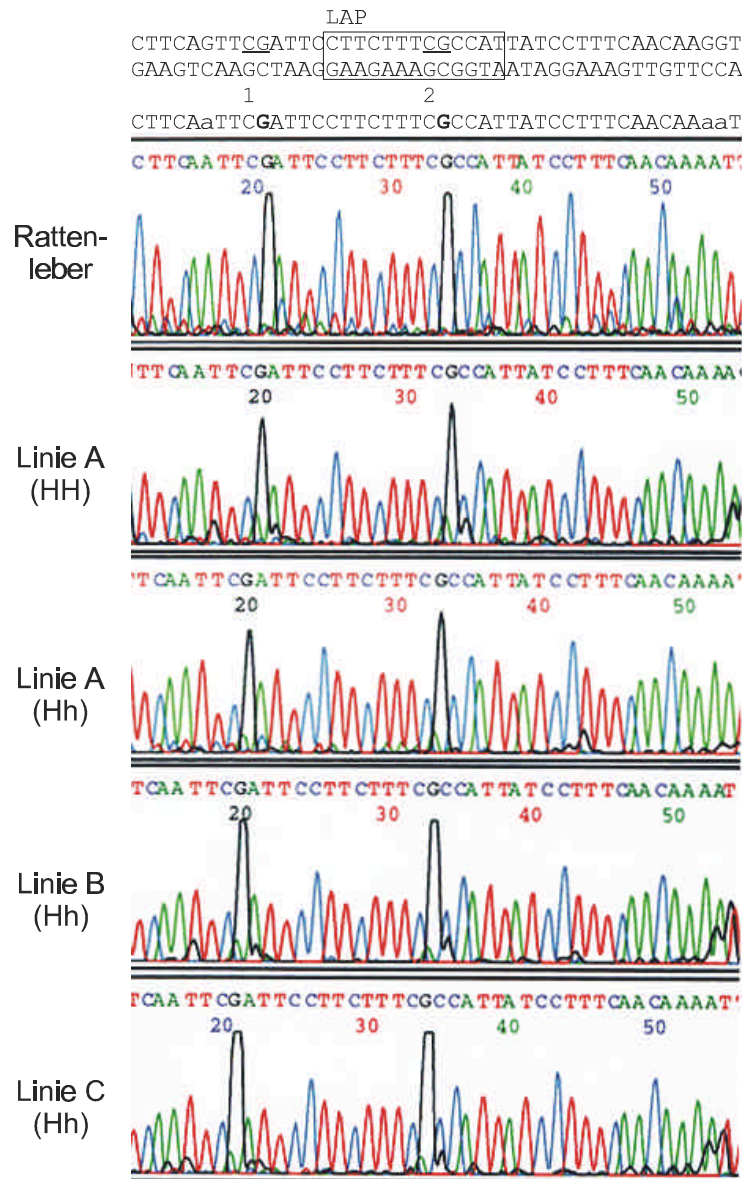 LAP
CTTCAGTTCGATTCCTTCTTTCGCCATTATCCTTTCAACAAGGT
GAAGTCAAGCTAAGGAAGAAAGCGGTAATAGGAAAGTTGTTCCA
1 2
CTTCAaTTCGATTCCTTCTTTCGCCATTATCCTTTCAACAAaaT
CTTCAATTCGATTCCTTCTTTCGCCATTATCCTTTCAACAAAATT
20 30 40 50
Ratten-
leber
TTCAATTCGATTCCTTCTTTCGCCATTATCCTTTCAACAAAA
20 30 40 50
Linie A
(HH)
TCAATTCGATTCCTTCTTTCGCCATTATCCTTTCAACAAAA
20 30 40 50
Linie A
(Hh)
TCAATTCGATTCCTTCTTTCGCCATTATCCTTTCAACAAAAT
20 30 40 50
Linie B
(Hh)
TCAATTCGATTCCTTCTTTCGCCATTATCCTTTCAACAAAAT
20 30 40 50
Linie C
(Hh)